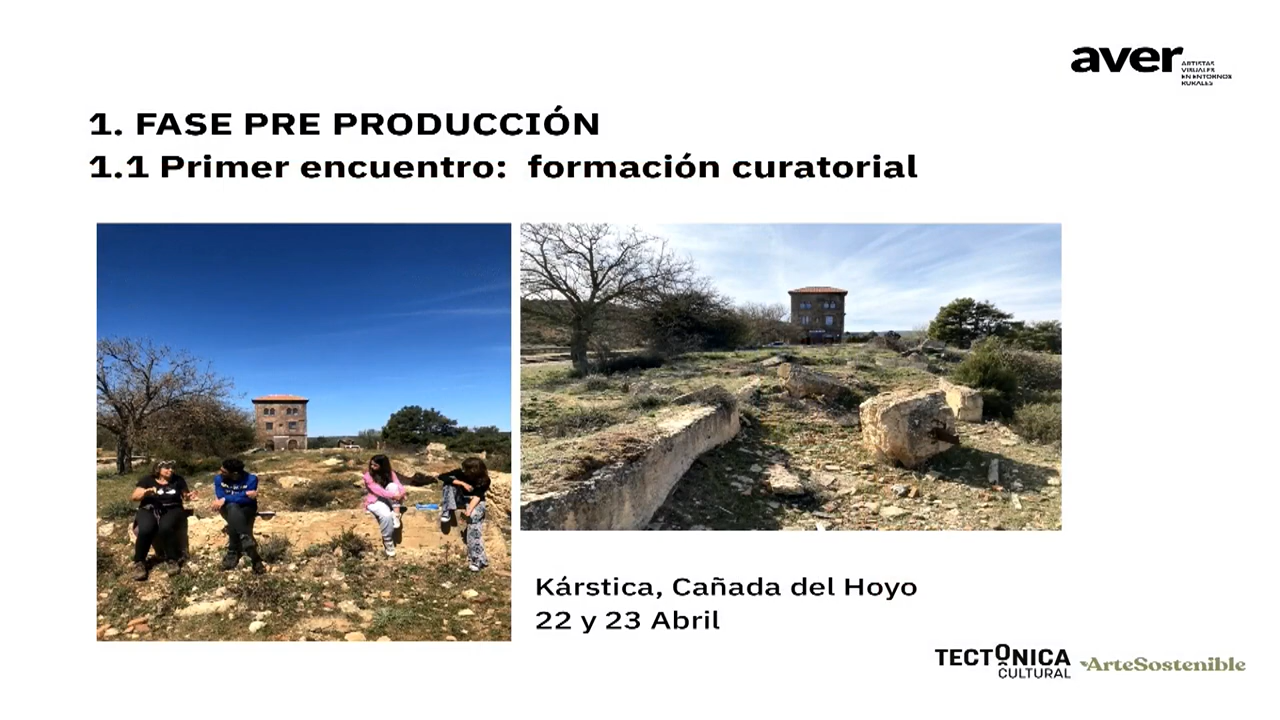 aver
ARTISTAS
VISUALES
EN ENTORNOS
RURALES
1. FASE PRE PRODUCCIÓN
1.1 Primer encuentro: formación curatorial
Kárstica, Cañada del Hoyo
22 y 23 Abril
TECTÓNICA
CULTURAL
ArteSostenible